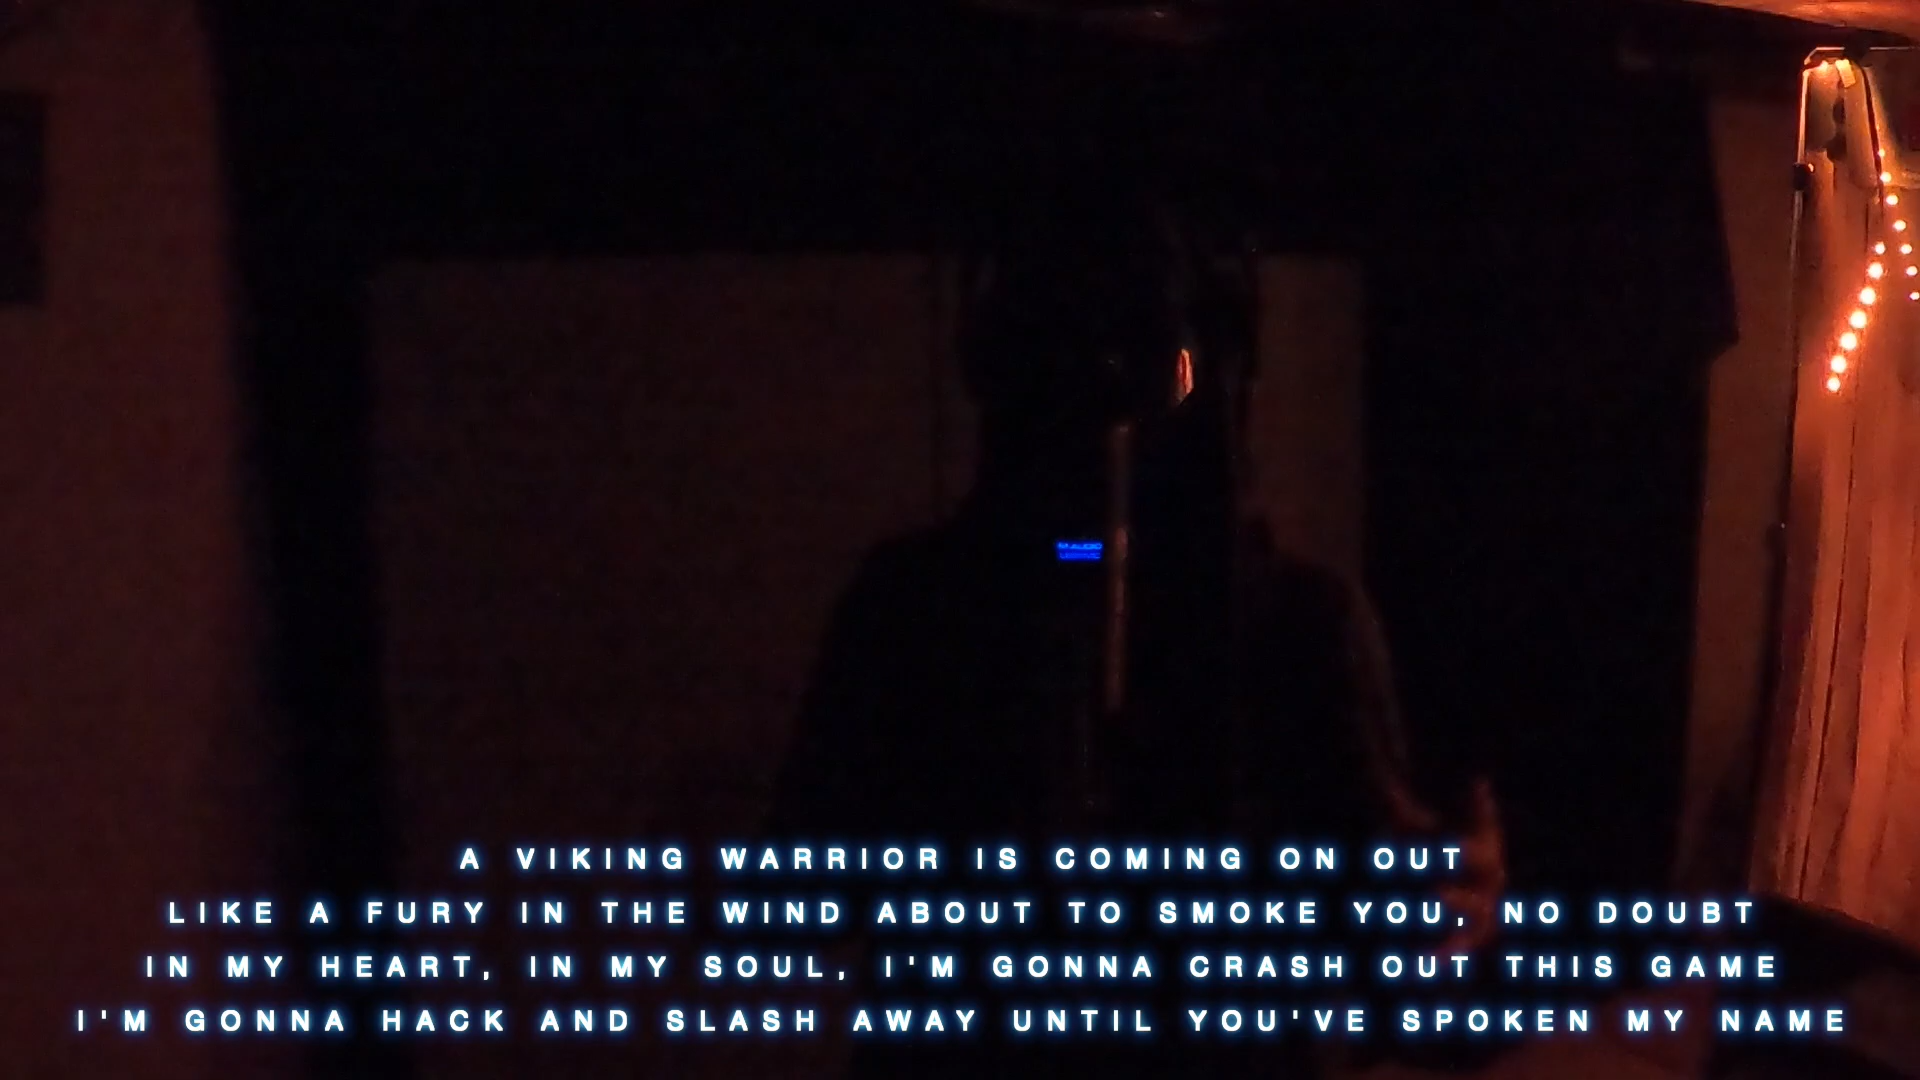 M-AUDIO
A VIKING WARRIOR IS COMING ON OUT
LIKE A FURY IN THE WIND ABOUT TO SMOKE YOU, NO DOUBT
IN MY HEART, IN MY SOUL, I'M GONNA CRASH OUT THIS GAME
I'M GONNA HACK AND SLASH AWAY UNTIL YOU'VE SPOKEN MY NAME